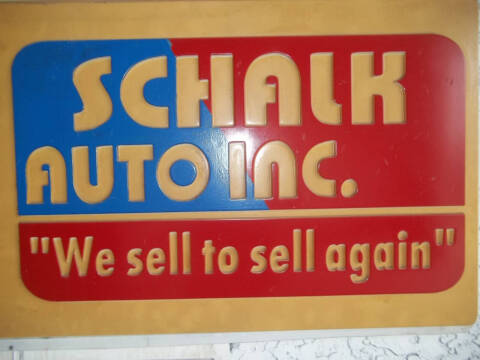 SCHALK
AUTO INC.
"We sell to sell again"